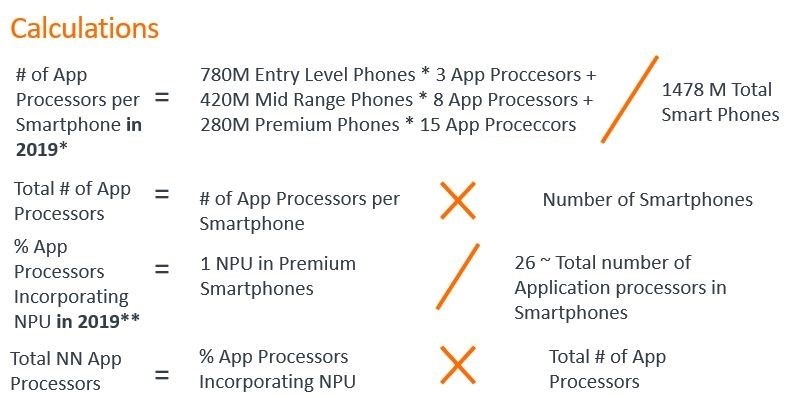 Calculations
# of App
Processors per
Smartphone in
2019*
=
780M Entry Level Phones * 3 App Proccesors +
420M Mid Range Phones * 8 App Processors +
280M Premium Phones * 15 App Proceccors
1478 M Total
Smart Phones
Total # of App
Processors
=
# of App Processors per
Smartphone
Number of Smartphones
% App
Processors
Incorporating
NPU in 2019**
=
1 NPU in Premium
Smartphones
26 ~ Total number of
Application processors in
Smartphones
Total NN App
Processors
=
% App Processors
Incorporating NPU
Total # of App
Processors